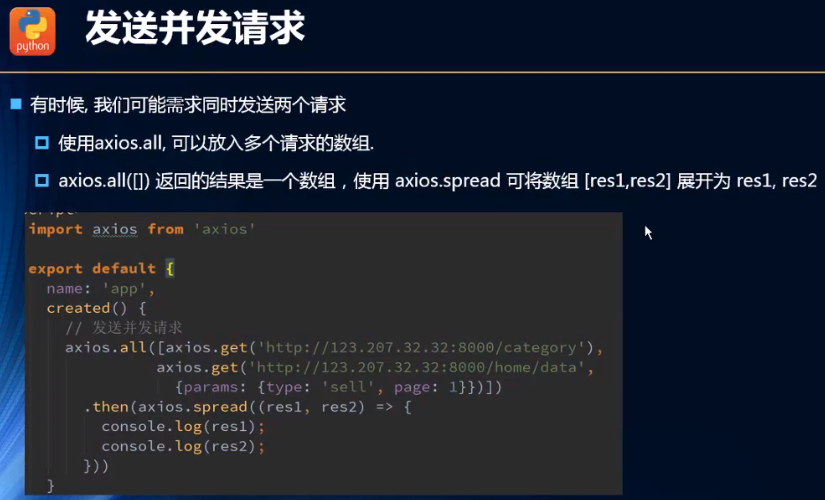 python
发送并发请求
有时候, 我们可能需求同时发送两个请求
使用axios.all, 可以放入多个请求的数组.
axios.all([]) 返回的结果是一个数组，使用 axios.spread 可将数组 [res1,res2] 展开为 res1, res2
import axios from 'axios'
export default {
name: 'app',
created() {
// 发送并发请求
axios.all([axios.get('http://123.207.32.32:8000/category'),
axios.get('http://123.207.32.32:8000/home/data',
{params: {type: 'sell', page: 1}})])
.then(axios.spread((res1, res2) => {
console.log(res1);
console.log(res2);
}))
}